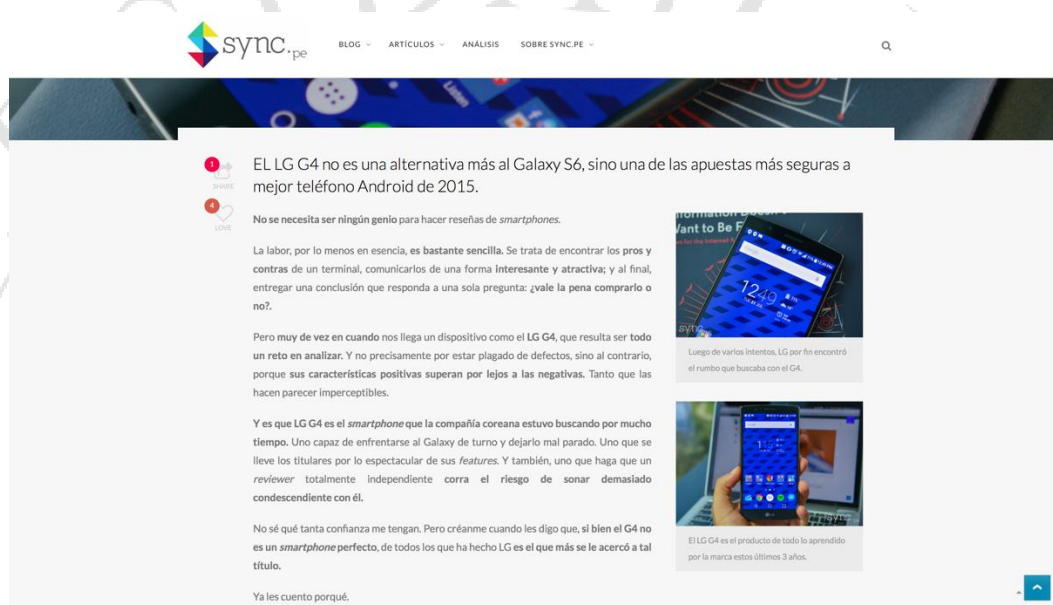 sync.pe
BLOG
ARTÍCULOS
ANÁLISIS
SOBRE SYNC.PE
Listen
1
SHARE
4
LOVE
EL LG G4 no es una alternativa más al Galaxy S6, sino una de las apuestas más seguras a
mejor teléfono Android de 2015.
No se necesita ser ningún genio para hacer reseñas de smartphones.
La labor, por lo menos en esencia, es bastante sencilla. Se trata de encontrar los pros y
contras de un terminal, comunicarlos de una forma interesante y atractiva; y al final,
entregar una conclusión que responda a una sola pregunta: ¿vale la pena comprarlo o
no?.
Pero muy de vez en cuando nos llega un dispositivo como el LG G4, que resulta ser todo
un reto en analizar. Y no precisamente por estar plagado de defectos, sino al contrario,
porque sus características positivas superan por lejos a las negativas. Tanto que las
hacen parecer imperceptibles.
Y es que LG G4 es el smartphone que la compañía coreana estuvo buscando por mucho
tiempo. Uno capaz de enfrentarse al Galaxy de turno y dejarlo mal parado. Uno que se
lleve los titulares por lo espectacular de sus features. Y también, uno que haga que un
reviewer totalmente independiente corra el riesgo de sonar demasiado
condescendiente con él.
No sé qué tanta confianza me tengan. Pero créanme cuando les digo que, si bien el G4 no
es un smartphone perfecto, de todos los que ha hecho LG es el que más se le acercó a tal
título.
Ya les cuento porqué.
Information
Want to Be
1249
sync
Luego de varios intentos, LG por fin encontró
el rumbo que buscaba con el G4.
El LG G4 es el producto de todo lo aprendido
por la marca estos últimos 3 años.